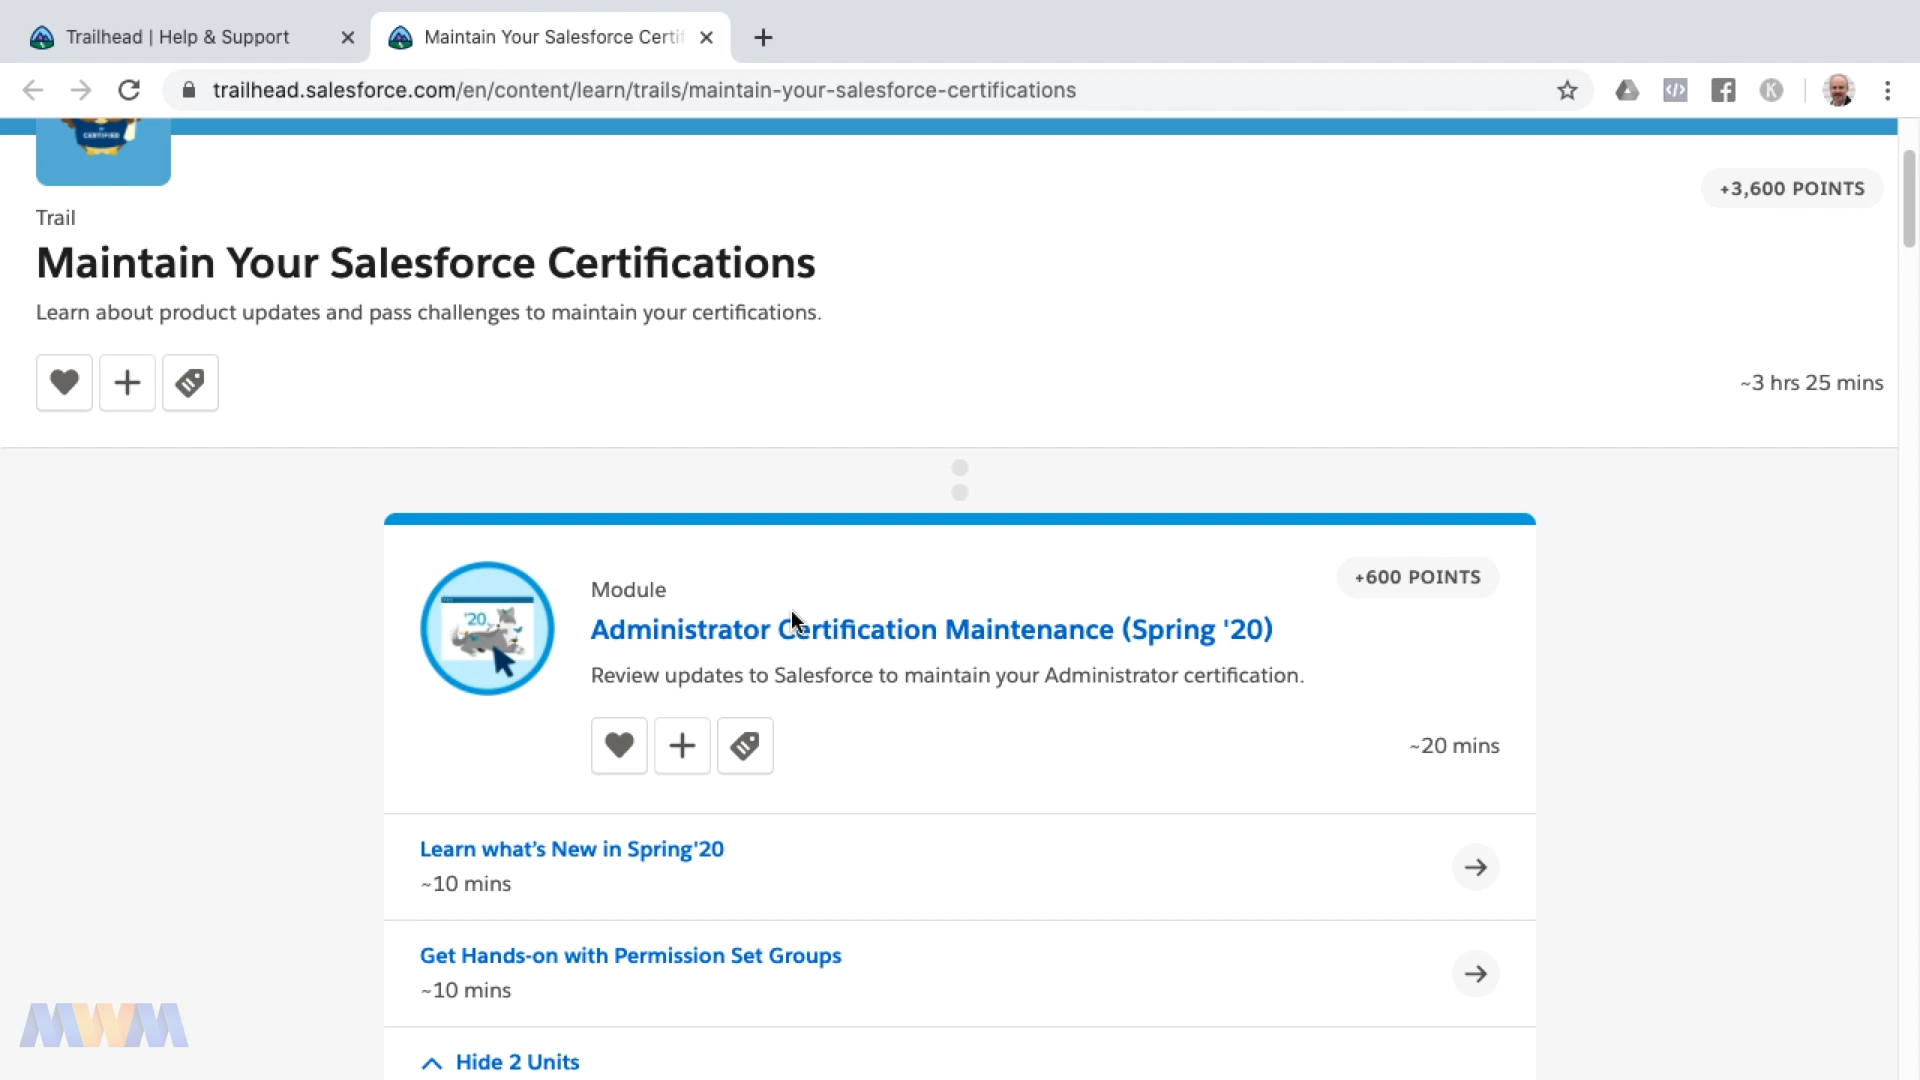 Trailhead | Help & Support
Maintain Your Salesforce Certif
trailhead.salesforce.com/en/content/learn/trails/maintain-your-salesforce-certifications
K
CERTIFIED
+3,600 POINTS
Trail
Maintain Your Salesforce Certifications
Learn about product updates and pass challenges to maintain your certifications.
~3 hrs 25 mins
+600 POINTS
Module
'20
Administrator Certification Maintenance (Spring '20)
Review updates to Salesforce to maintain your Administrator certification.
~20 mins
Learn what's New in Spring'20
~10 mins
Get Hands-on with Permission Set Groups
~10 mins
MWM
Hide 2 Units